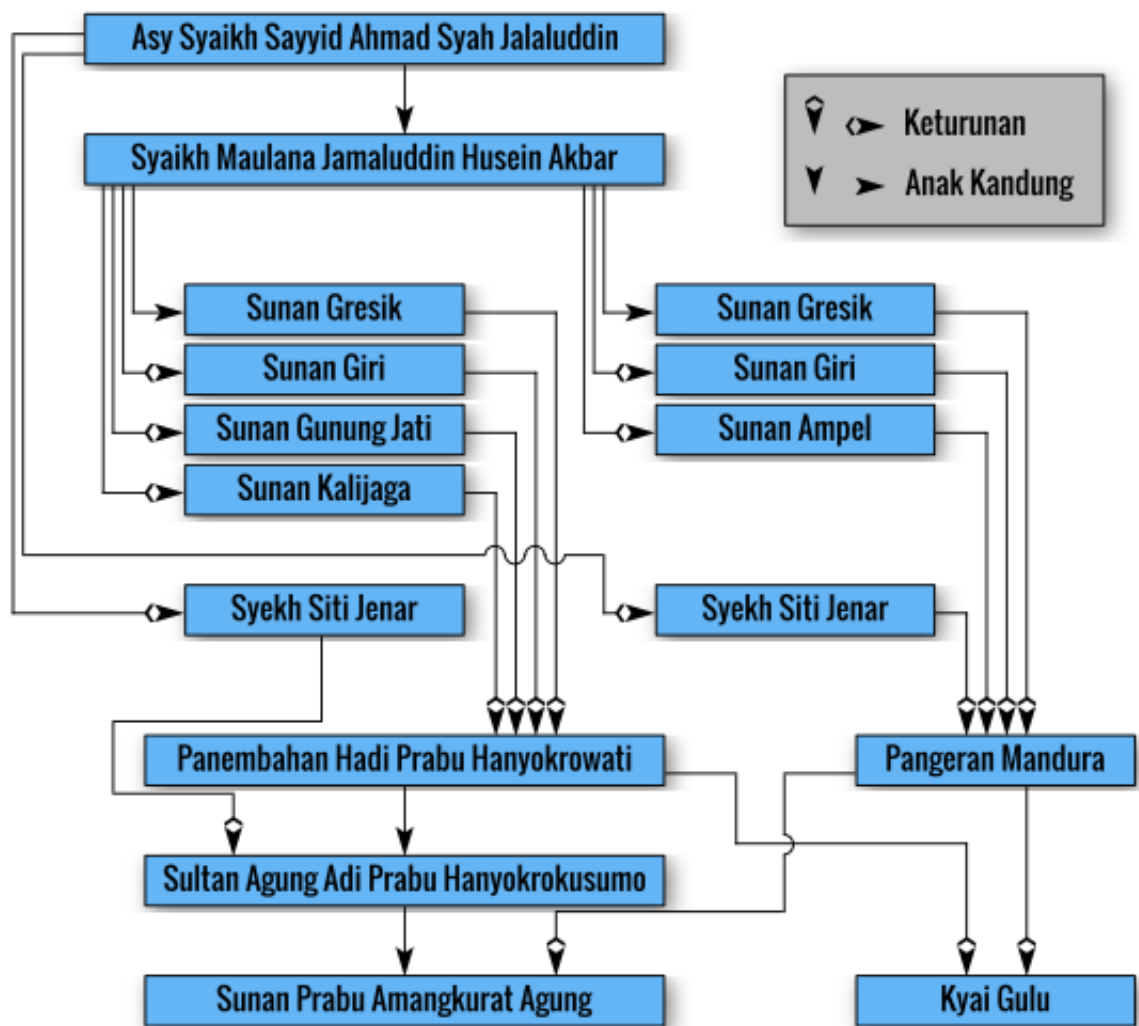 Asy Syaikh Sayyid Ahmad Syah Jalaluddin
Keturunan
Anak Kandung
Syaikh Maulana Jamaluddin Husein Akbar
Sunan Gresik
Sunan Giri
Sunan Gunung Jati
Sunan Kalijaga
Sunan Gresik
Sunan Giri
Sunan Ampel
Syekh Siti Jenar
Syekh Siti Jenar
Panembahan Hadi Prabu Hanyokrowati
Pangeran Mandura
Sultan Agung Adi Prabu Hanyokrokusumo
Sunan Prabu Amangkurat Agung
Kyai Gulu